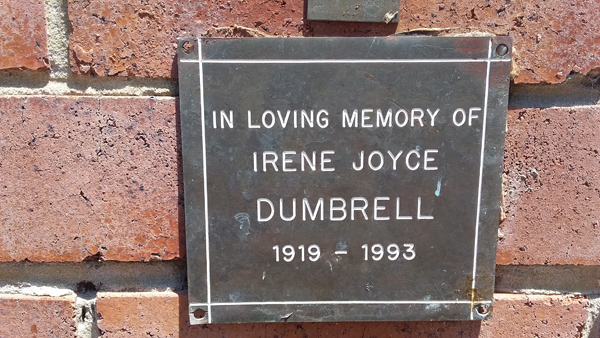 IN LOVING MEMORY OF
IRENE JOYCE
DUMBRELL
1919 - 1993